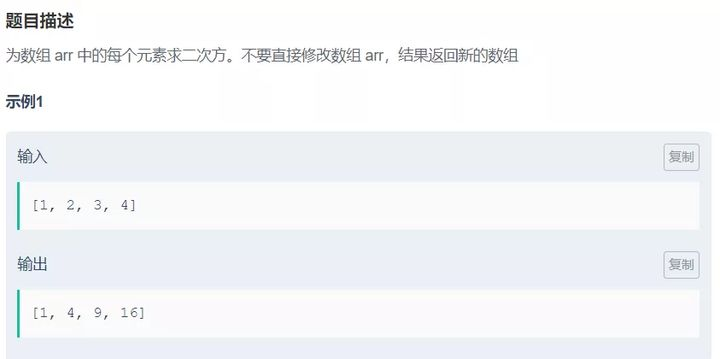 题目描述
为数组 arr 中的每个元素求二次方。不要直接修改数组 arr，结果返回新的数组
示例1
输入
复制
[1, 2, 3, 4]
输出
复制
[1, 4, 9, 16]